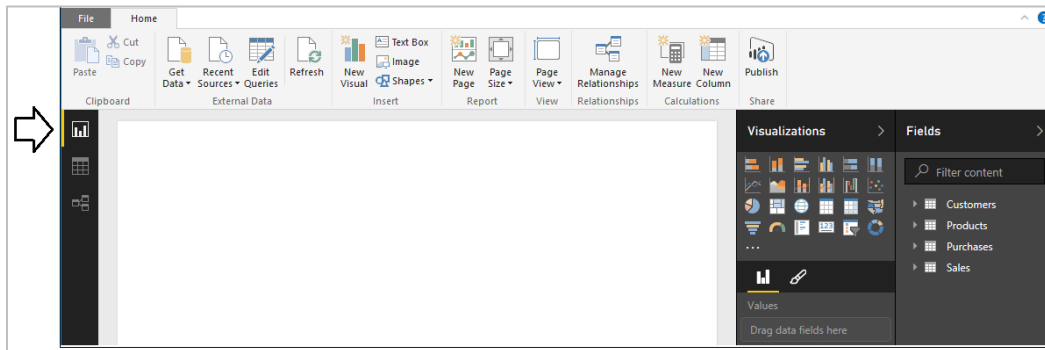 File Home
Paste
Cut
Copy
Get Data
Recent Sources
Edit Queries
Refresh
New Visual
Text Box
Image
Shapes
New Page
Page Size
Page View
Manage Relationships
New Measure
New Column
Publish
Clipboard External Data Insert Report View Relationships Calculations Share
Visualizations
Fields
Filter content
Customers
Products
Purchases
Sales
123
Values
Drag data fields here